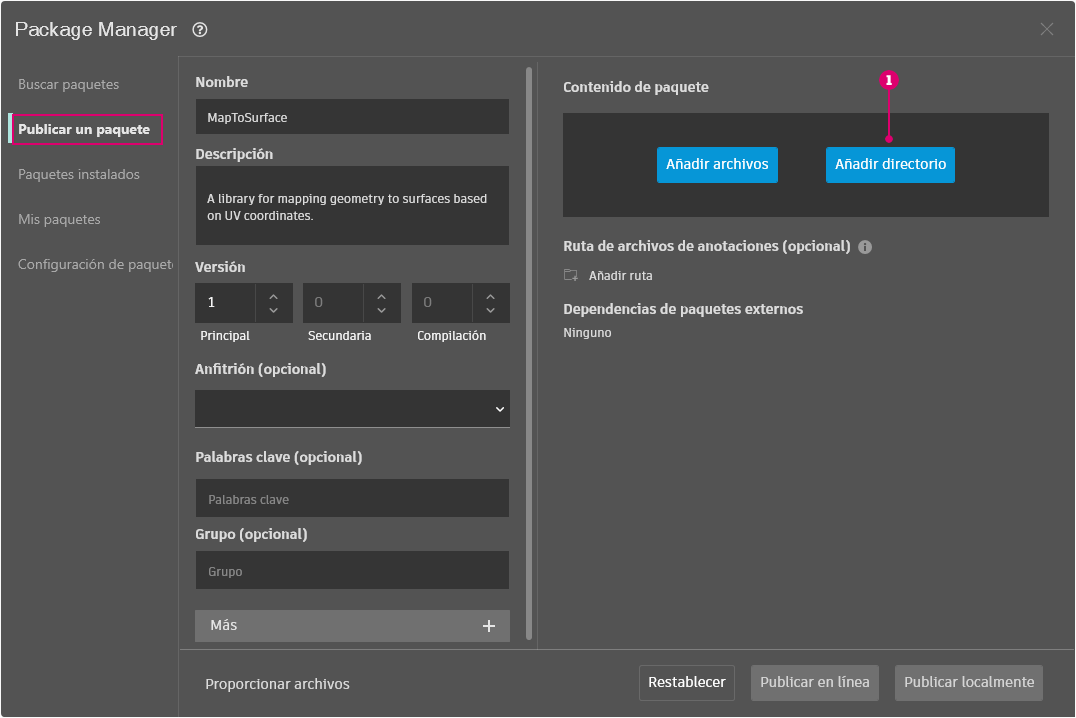 Package Manager ?
Buscar paquetes
Publicar un paquete
Paquetes instalados
Mis paquetes
Configuración de paquet
Nombre
MapToSurface
Descripción
A library for mapping geometry to surfaces based
on UV coordinates.
Versión
1 0 0
Principal Secundaria Compilación
Anfitrión (opcional)
Palabras clave (opcional)
Palabras clave
Grupo (opcional)
Grupo
Más +
Contenido de paquete
1
Añadir archivos Añadir directorio
Ruta de archivos de anotaciones (opcional) i
Añadir ruta
Dependencias de paquetes externos
Ninguno
Proporcionar archivos
Restablecer Publicar en línea Publicar localmente